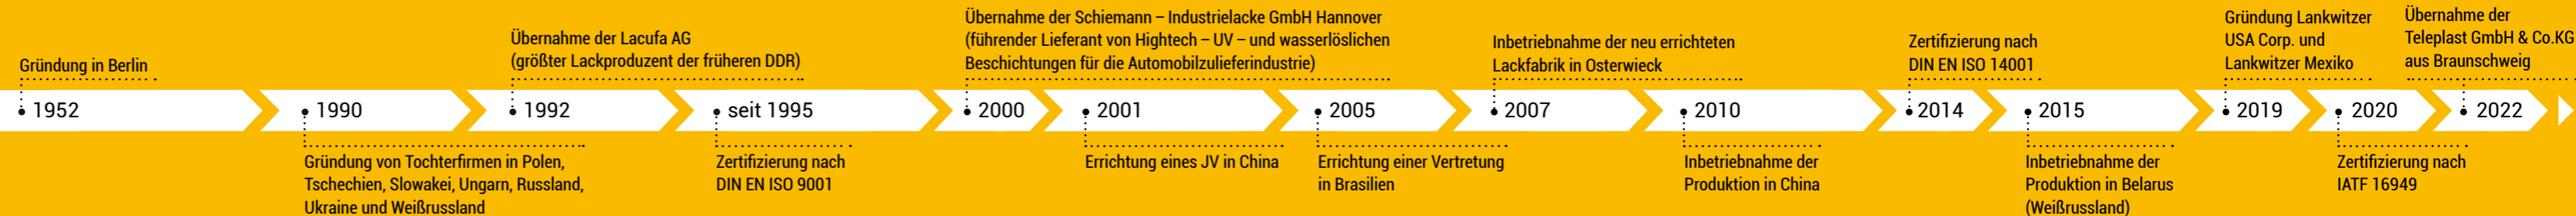 Gründung in Berlin
1952
1990
Gründung von Tochterfirmen in Polen,
Tschechien, Slowakei, Ungarn, Russland,
Ukraine und Weißrussland
Übernahme der Lacufa AG
(größter Lackproduzent der früheren DDR)
1992
seit 1995
Zertifizierung nach
DIN EN ISO 9001
Übernahme der Schiemann – Industrielacke GmbH Hannover
(führender Lieferant von Hightech – UV – und wasserlöslichen
Beschichtungen für die Automobilzulieferindustrie)
2000
2001
Errichtung eines JV in China
2005
Errichtung einer Vertretung
in Brasilien
Inbetriebnahme der neu errichteten
Lackfabrik in Osterwieck
2007
2010
Inbetriebnahme der
Produktion in China
Zertifizierung nach
DIN EN ISO 14001
2014
2015
Inbetriebnahme der
Produktion in Belarus
(Weißrussland)
Gründung Lankwitzer
USA Corp. und
Lankwitzer Mexiko
2019
2020
Zertifizierung nach
IATF 16949
Übernahme der
Teleplast GmbH & Co.KG
aus Braunschweig
2022